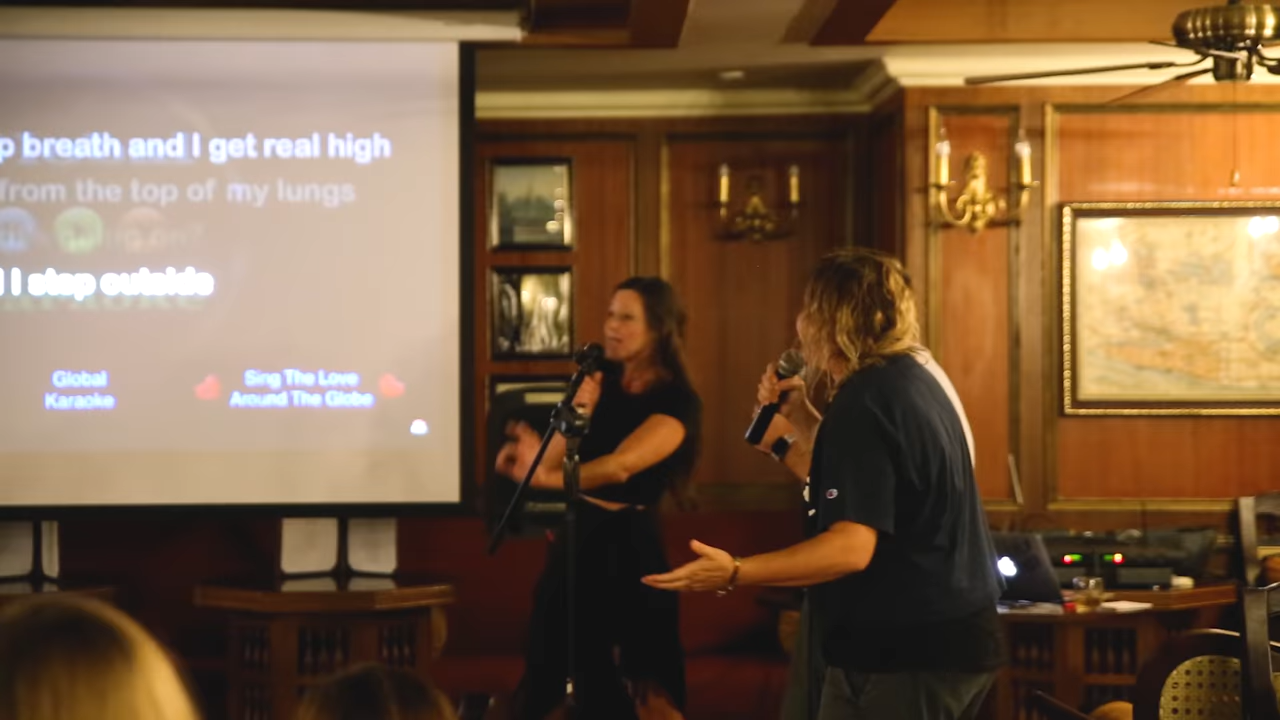 breath and I get real high
from the top of my lungs
I step outside
Global
Karaoke
Sing The Love
Around The Globe